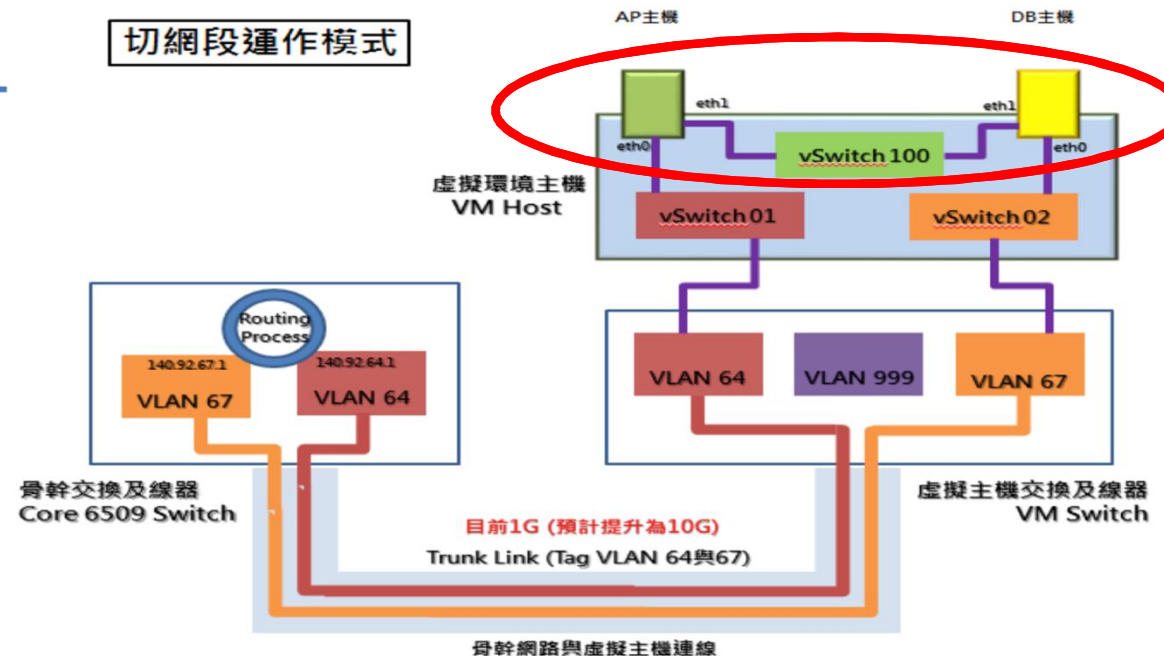 切網段運作模式
AP主機
DB主機
eth1
eth1
eth0
eth0
vSwitch 100
虛擬環境主機
VM Host
vSwitch 01
vSwitch 02
Routing
Process
140.92.67.1
140.92.64.1
VLAN 67
VLAN 64
VLAN 64
VLAN 999
VLAN 67
骨幹交換及線器
Core 6509 Switch
虛擬主機交換及線器
VM Switch
目前1G (預計提升為10G)
Trunk Link (Tag VLAN 64與67)
骨幹網路與虛擬主機連線